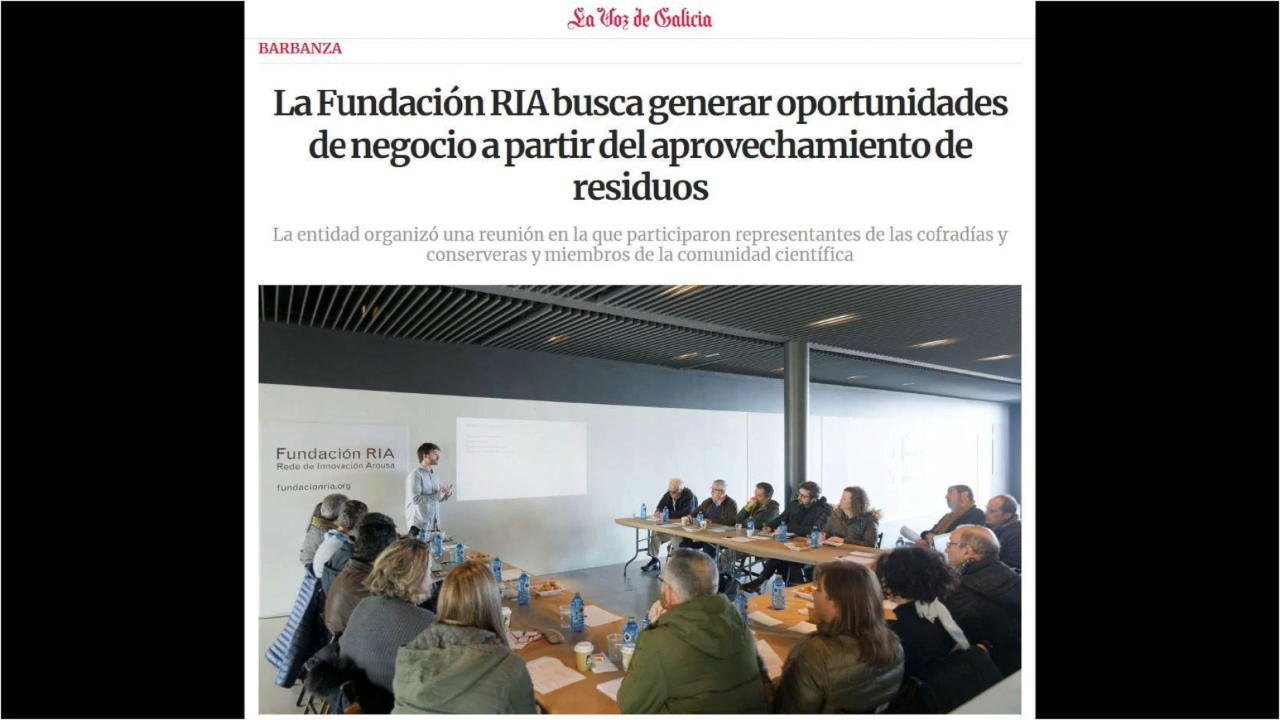 La Voz de Galicia
BARBANZA
La Fundación RIA busca generar oportunidades
de negocio a partir del aprovechamiento de
residuos
La entidad organizó una reunión en la que participaron representantes de las cofradías y
conserveras y miembros de la comunidad científica
Fundación RIA
Rede de Innovación Arousa
fundacionria.org